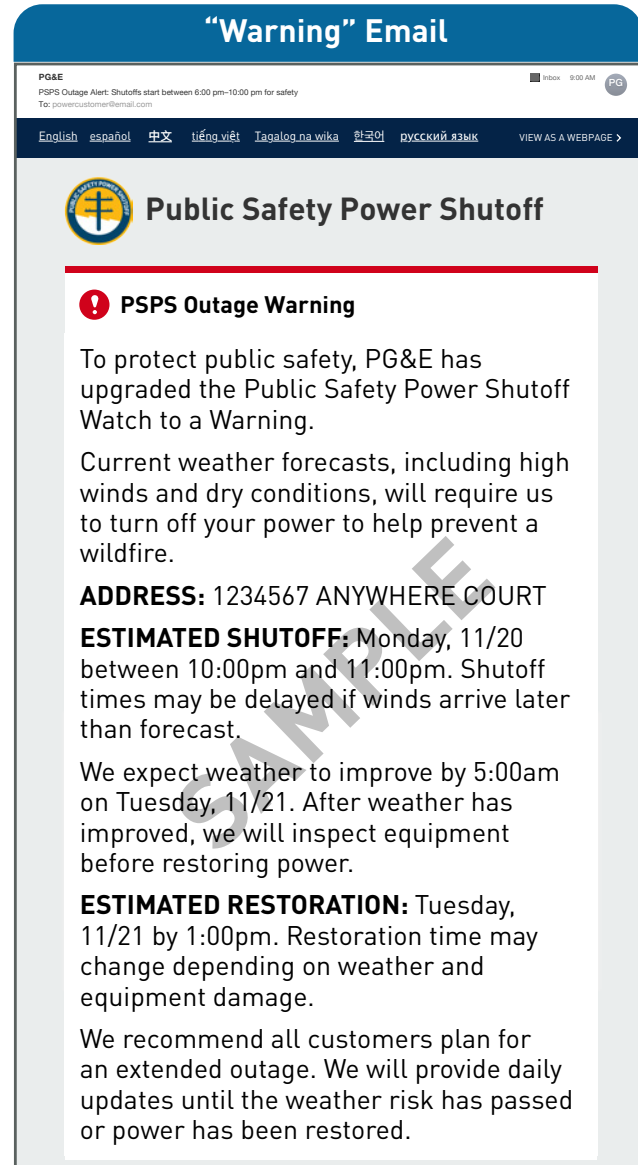 “Warning” Email
PG&E
Inbox 9:00 AM
PG
PSPS Outage Alert: Shutoffs start between 6:00 pm–10:00 pm for safety
To: powercustomer@email.com
English español 中文 tiếng việt Tagalog na wika 한국어 русский язык VIEW AS A WEBPAGE
PUBLIC SAFETY POWER SHUTOFF
Public Safety Power Shutoff
PSPS Outage Warning
To protect public safety, PG&E has
upgraded the Public Safety Power Shutoff
Watch to a Warning.
Current weather forecasts, including high
winds and dry conditions, will require us
to turn off your power to help prevent a
wildfire.
ADDRESS: 1234567 ANYWHERE COURT
ESTIMATED SHUTOFF: Monday, 11/20
between 10:00pm and 11:00pm. Shutoff
times may be delayed if winds arrive later
than forecast.
We expect weather to improve by 5:00am
on Tuesday, 11/21. After weather has
improved, we will inspect equipment
before restoring power.
ESTIMATED RESTORATION: Tuesday,
11/21 by 1:00pm. Restoration time may
change depending on weather and
equipment damage.
We recommend all customers plan for
an extended outage. We will provide daily
updates until the weather risk has passed
or power has been restored.
SAMPLE